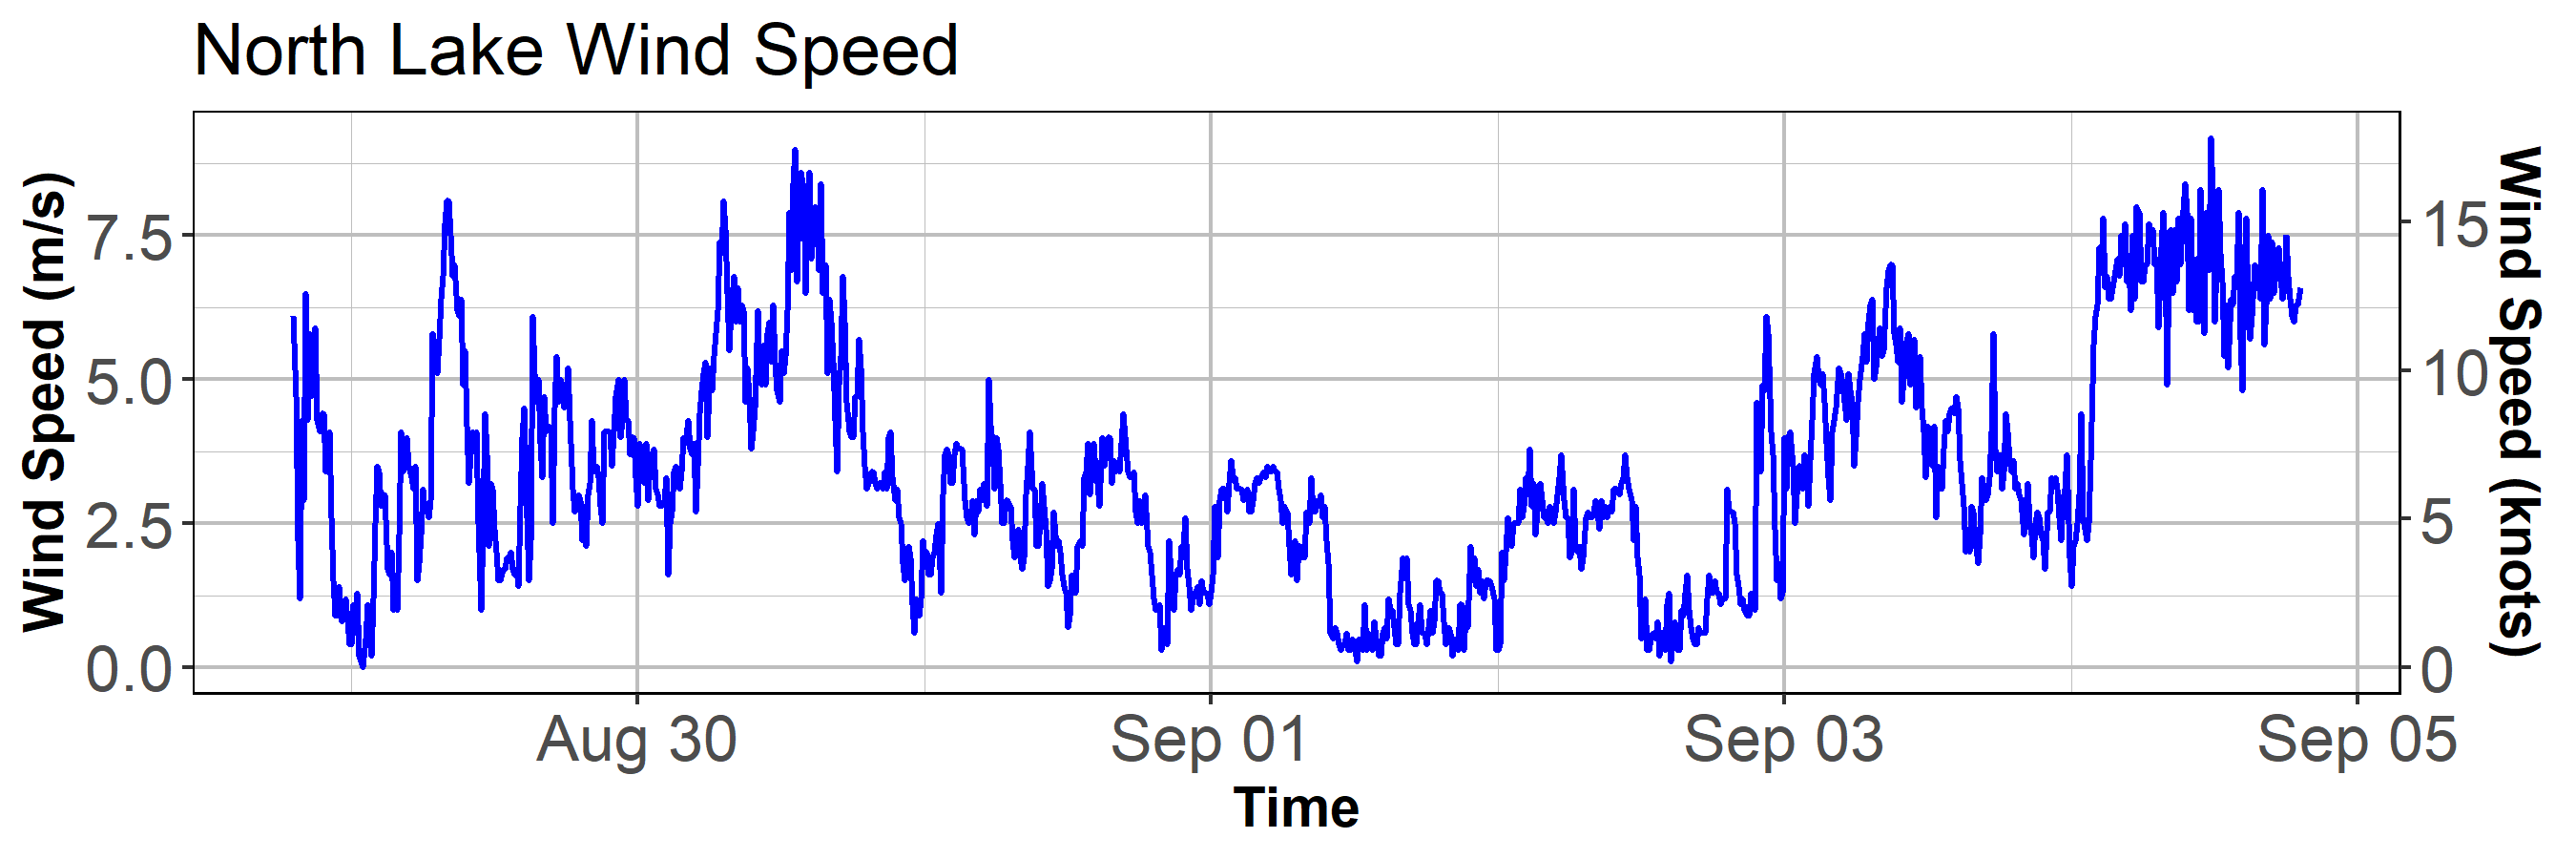 North Lake Wind Speed
Wind Speed (m/s)
7.5
5.0
2.5
0.0
15
10
5
0
Wind Speed (knots)
Aug 30
Sep 01
Sep 03
Sep 05
Time